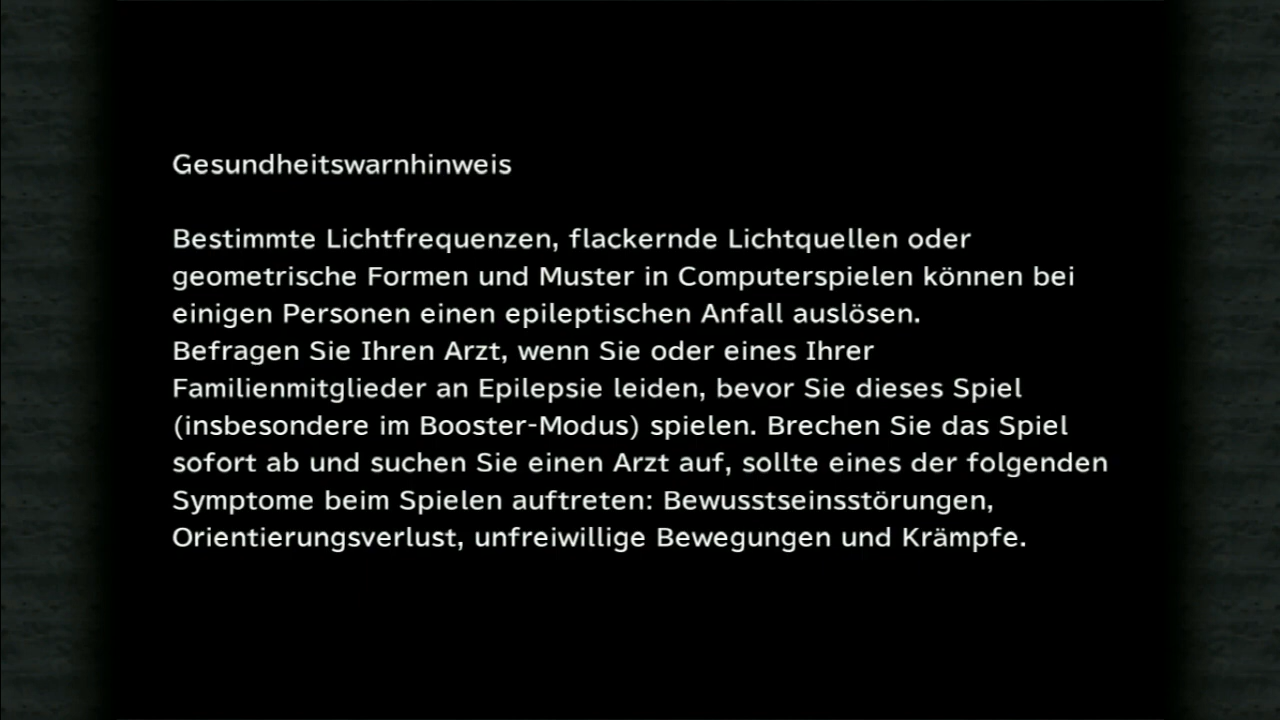 Gesundheitswarnhinweis
Bestimmte Lichtfrequenzen, flackernde Lichtquellen oder
geometrische Formen und Muster in Computerspielen können bei
einigen Personen einen epileptischen Anfall auslösen.
Befragen Sie Ihren Arzt, wenn Sie oder eines Ihrer
Familienmitglieder an Epilepsie leiden, bevor Sie dieses Spiel
(insbesondere im Booster-Modus) spielen. Brechen Sie das Spiel
sofort ab und suchen Sie einen Arzt auf, sollte eines der folgenden
Symptome beim Spielen auftreten: Bewusstseinsstörungen,
Orientierungsverlust, unfreiwillige Bewegungen und Krämpfe.